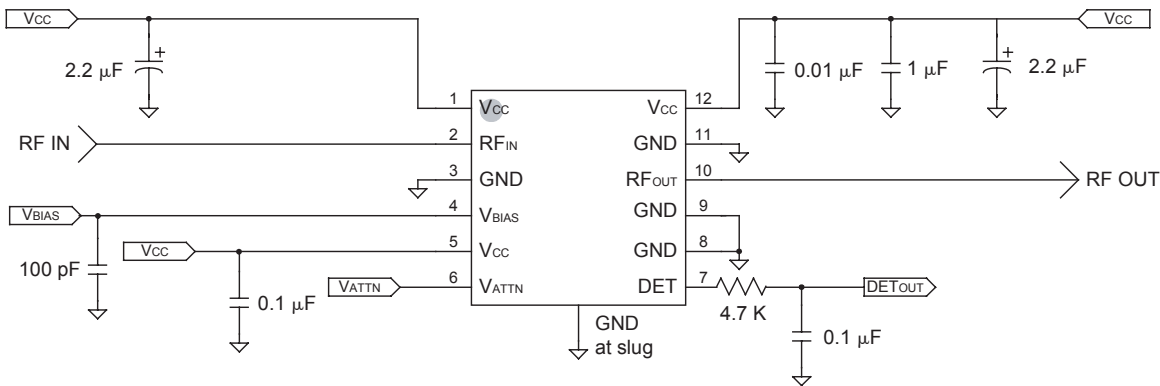 VCC
VCC
+
2.2 µF
0.01 µF
1 µF
+
2.2 µF
1 VCC
VCC 12
RF IN
2 RFIN
GND 11
3 GND
RFOUT 10
RF OUT
VBIAS
4 VBIAS
GND 9
VCC
5 VCC
GND 8
100 pF
VATTN
6 VATTN
DET 7
DETOUT
0.1 µF
4.7 K
GND
at slug
0.1 µF